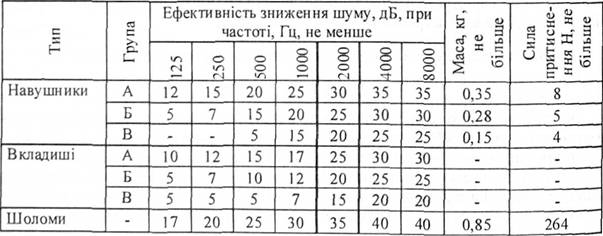 Тип | Група | Ефективність зниження шуму, дБ, при частоті, Гц, не менше | Маса, кг, не більше | Сила притисне-ння Н, не більше
125 | 250 | 500 | 1000 | 2000 | 4000 | 8000
Навушники | А | 12 | 15 | 20 | 25 | 30 | 35 | 35 | 0,35 | 8
Б | 5 | 7 | 15 | 20 | 25 | 30 | 30 | 0.28 | 5
В | - | - | 5 | 15 | 20 | 25 | 25 | 0,15 | 4
Вкладиші | А | 10 | 12 | 15 | 17 | 25 | 30 | 30 | - | -
Б | 5 | 7 | 10 | 12 | 20 | 25 | 25 | - | -
В | 5 | 5 | 5 | 7 | 15 | 20 | 20 | - | -
Шоломи | - | 17 | 20 | 25 | 30 | 35 | 40 | 40 | 0,85 | 264